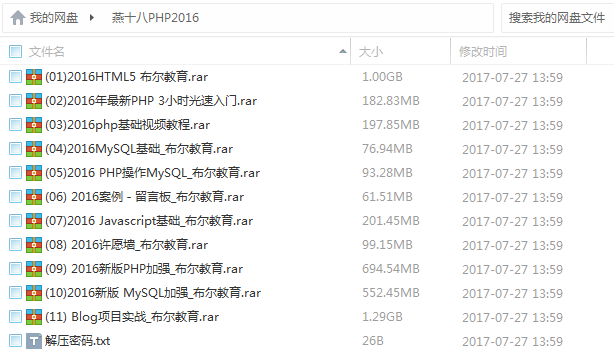 我的网盘 ▶ 燕十八PHP2016 搜索我的网盘文件
文件名 大小 修改时间
(01)2016HTML5 布尔教育.rar 1.00GB 2017-07-27 13:59
(02)2016年最新PHP 3小时光速入门.rar 182.83MB 2017-07-27 13:59
(03)2016php基础视频教程.rar 197.85MB 2017-07-27 13:59
(04)2016MySQL基础_布尔教育.rar 76.94MB 2017-07-27 13:59
(05)2016 PHP操作MySQL_布尔教育.rar 93.28MB 2017-07-27 13:59
(06) 2016案例 - 留言板_布尔教育.rar 61.51MB 2017-07-27 13:59
(07)2016 Javascript基础_布尔教育.rar 201.45MB 2017-07-27 13:59
(08) 2016许愿墙_布尔教育.rar 99.15MB 2017-07-27 13:59
(09) 2016新版PHP加强_布尔教育.rar 694.54MB 2017-07-27 13:59
(10)2016新版 MySQL加强_布尔教育.rar 552.45MB 2017-07-27 13:59
(11) Blog项目实战_布尔教育.rar 1.29GB 2017-07-27 13:59
解压密码.txt 26B 2017-07-27 13:59